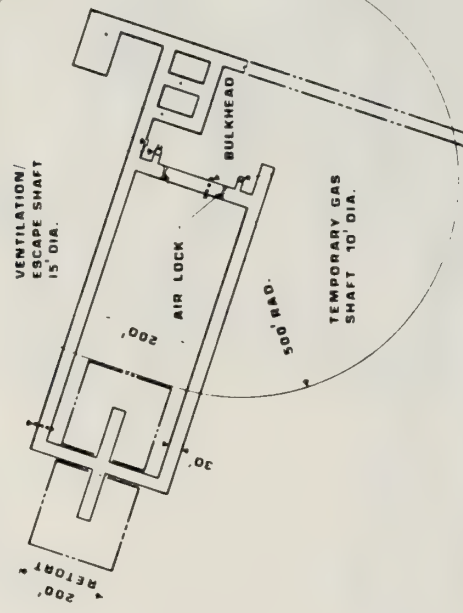 VENTILATION/
ESCAPE SHAFT
15' DIA.
BULKHEAD
AIR LOCK
200'
500' RAD.
TEMPORARY GAS
SHAFT 10' DIA.
30'
200'
RETORT